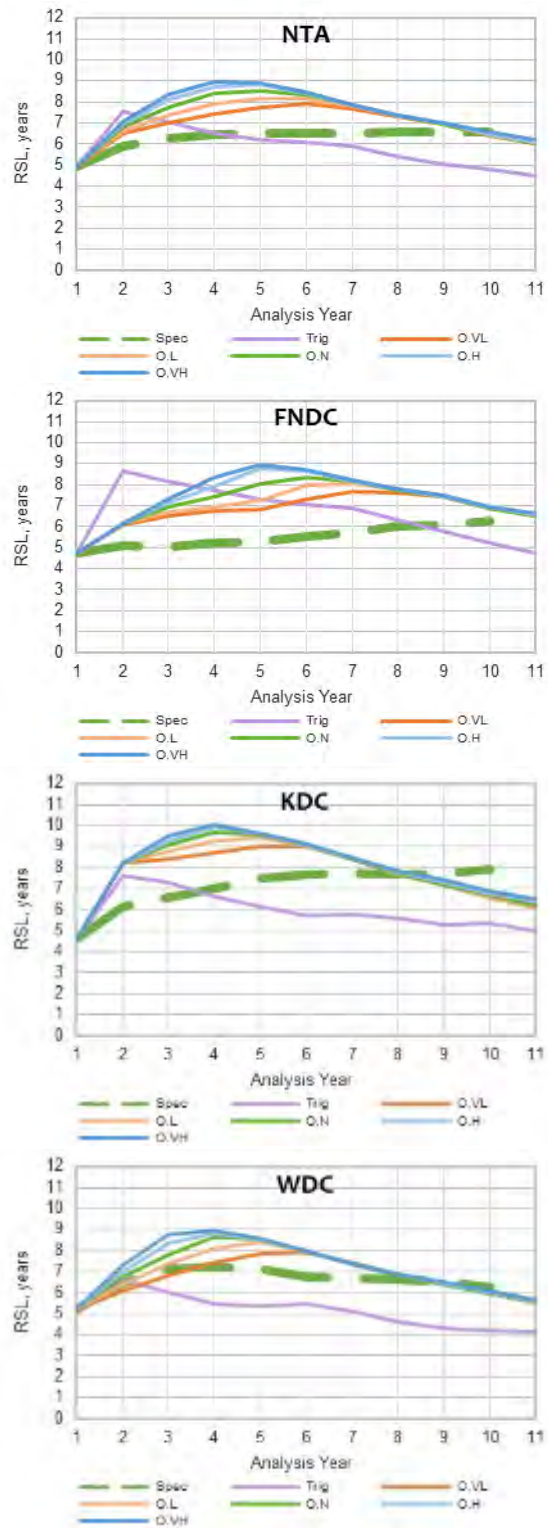 NTA
12
11
10
9
8
7
6
5
4
3
2
1
0
RSL, years
1 2 3 4 5 6 7 8 9 10 11
Analysis Year
Spec Trig O.VL
O.L O.N O.H
O.VH
FNDC
12
11
10
9
8
7
6
5
4
3
2
1
0
RSL, years
1 2 3 4 5 6 7 8 9 10 11
Analysis Year
Spec Trig O.VL
O.L O.N O.H
O.VH
KDC
12
11
10
9
8
7
6
5
4
3
2
1
0
RSL, years
1 2 3 4 5 6 7 8 9 10 11
Analysis Year
Spec Trig O.VL
O.L O.N O.H
O.VH
WDC
12
11
10
9
8
7
6
5
4
3
2
1
0
RSL, years
1 2 3 4 5 6 7 8 9 10 11
Analysis Year
Spec Trig O.VL
O.L O.N O.H
O.VH